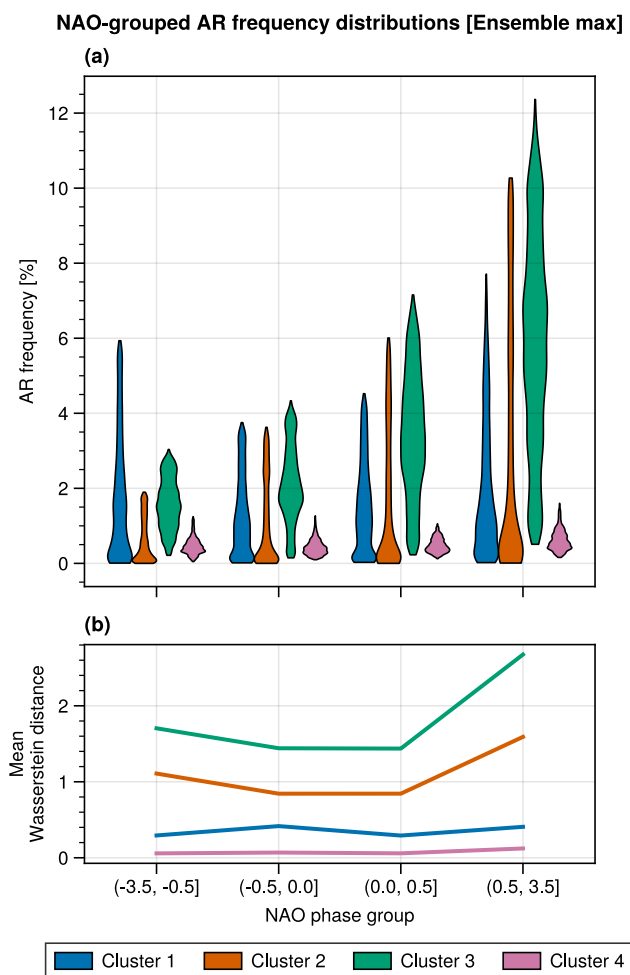 NAO-grouped AR frequency distributions [Ensemble max]
(a)
12
10
8
6
4
2
0
AR frequency [%]
(b)
2
1
0
Mean
Wasserstein distance
(-3.5, -0.5]
(-0.5, 0.0]
(0.0, 0.5]
(0.5, 3.5]
NAO phase group
Cluster 1
Cluster 2
Cluster 3
Cluster 4